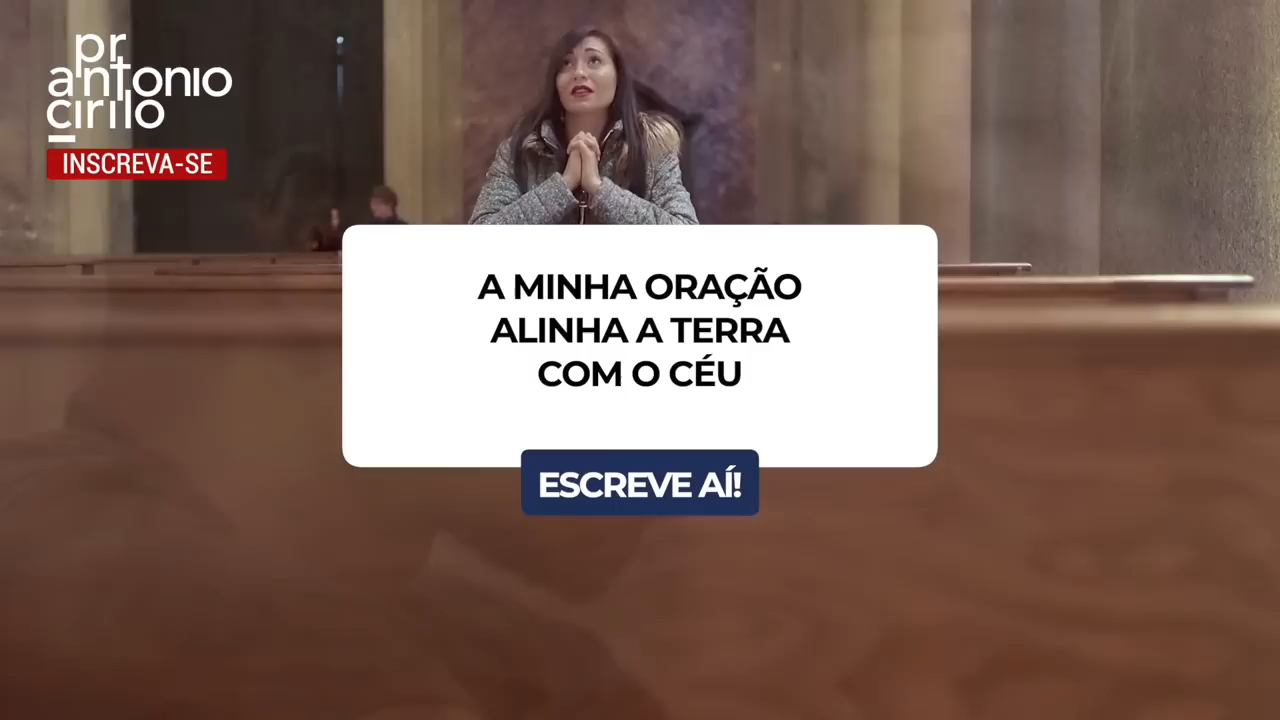 pr
antonio
cirilo
INSCREVA-SE
A MINHA ORAÇÃO
ALINHA A TERRA
COM O CÉU
ESCREVE AÍ!